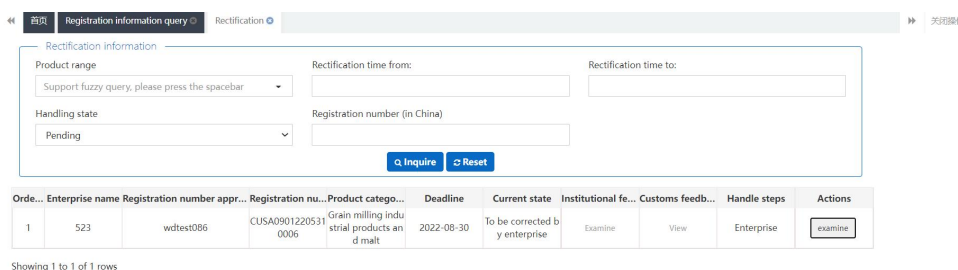 首页 Registration information query Rectification 关闭操
Rectification information
Product range Rectification time from: Rectification time to:
Support fuzzy query, please press the spacebar
Handling state Registration number (in China)
Pending
Inquire Reset
Orde... Enterprise name Registration number appr... Registration nu... Product catego... Deadline Current state Institutional fe... Customs feedb... Handle steps Actions
1 523 wdtest086 CUSA0901220531 0006 Grain milling indu strial products an d malt 2022-08-30 To be corrected b y enterprise Examine View Enterprise examine
Showing 1 to 1 of 1 rows